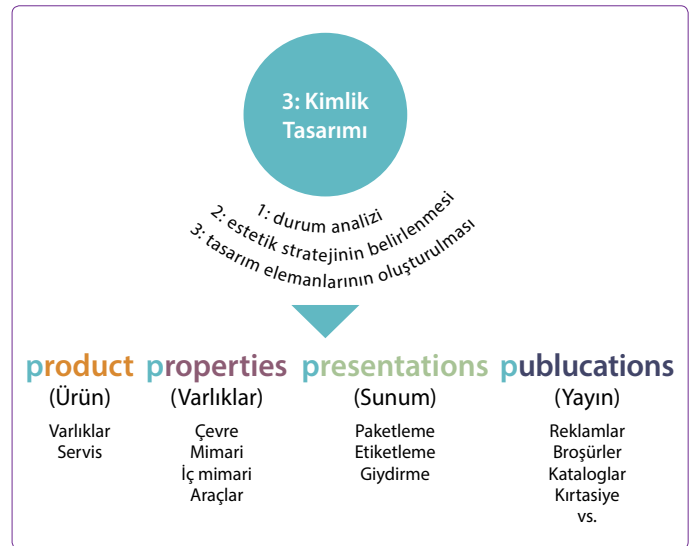 3: Kimlik
Tasarımı
1: durum analizi
2: estetik stratejinin belirlenmesi
3: tasarım elemanlarının oluşturulması
product
(Ürün)
Varlıklar
Servis
properties
(Varlıklar)
Çevre
Mimari
İç mimari
Araçlar
presentations
(Sunum)
Paketleme
Etiketleme
Giydirme
publucations
(Yayın)
Reklamlar
Broşürler
Kataloglar
Kırtasiye
vs.